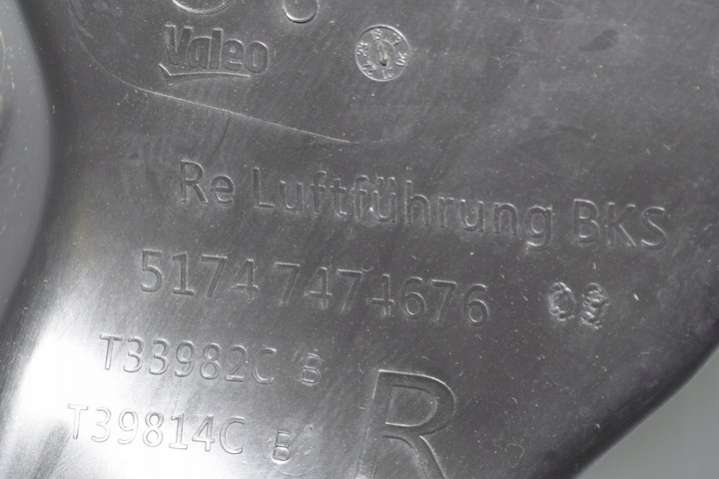 Valeo
Re Luftführung BKS
51747474676
T33982C B
T39814C B
R